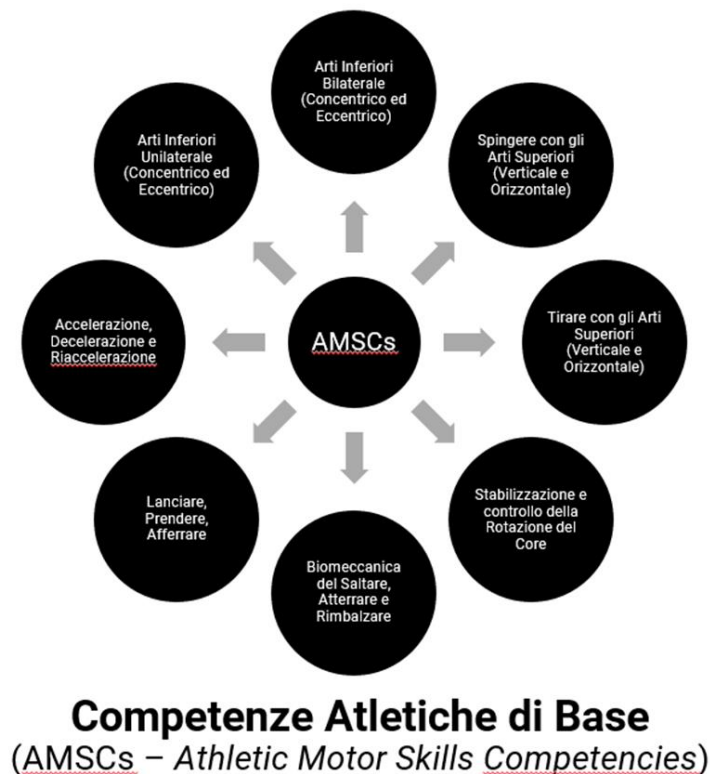 Arti Inferiori
Bilaterale
(Concentrico ed
Eccentrico)
Spingere con gli
Arti Superiori
(Verticale e
Orizzontale)
Tirare con gli Arti
Superiori
(Verticale e
Orizzontale)
Stabilizzazione e
controllo della
Rotazione del
Core
Biomeccanica
del Saltare,
Atterrare e
Rimbalzare
Lanciare,
Prendere,
Afferrare
Accelerazione,
Decelerazione e
Riaccelerazione
Arti Inferiori
Unilaterale
(Concentrico ed
Eccentrico)
AMSCs
Competenze Atletiche di Base
(AMSCs – Athletic Motor Skills Competencies)